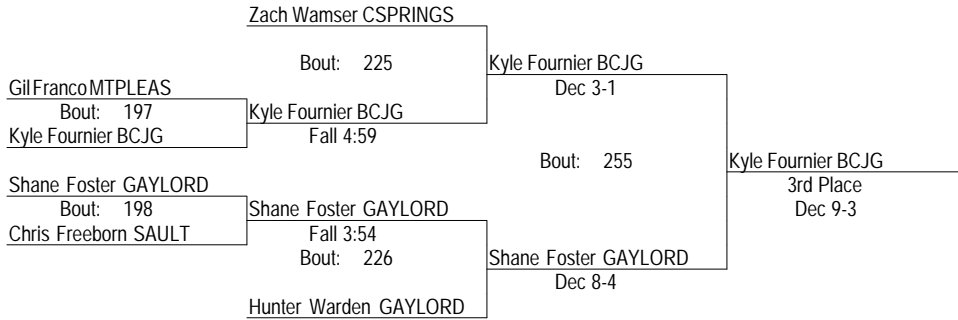 Zach Wamser CSPRINGS
Bout: 225
Kyle Fournier BCJG
Dec 3-1
Gil Franco MTPLEAS
Bout: 197
Kyle Fournier BCJG
Kyle Fournier BCJG
Fall 4:59
Bout: 255
Kyle Fournier BCJG
3rd Place
Dec 9-3
Shane Foster GAYLORD
Bout: 198
Chris Freeborn SAULT
Shane Foster GAYLORD
Fall 3:54
Bout: 226
Shane Foster GAYLORD
Dec 8-4
Hunter Warden GAYLORD